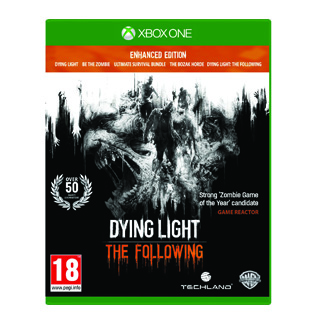 XBOX ONE
ENHANCED EDITION
DYING LIGHT BE THE ZOMBIE ULTIMATE SURVIVAL BUNDLE THE BOZAK HORDE DYING LIGHT: THE FOLLOWING
OVER
50
Strong 'Zombie Game
of the Year' candidate
GAME REACTOR
DYING LIGHT
THE FOLLOWING
18
www.pegi.info
TECHLAND
WB